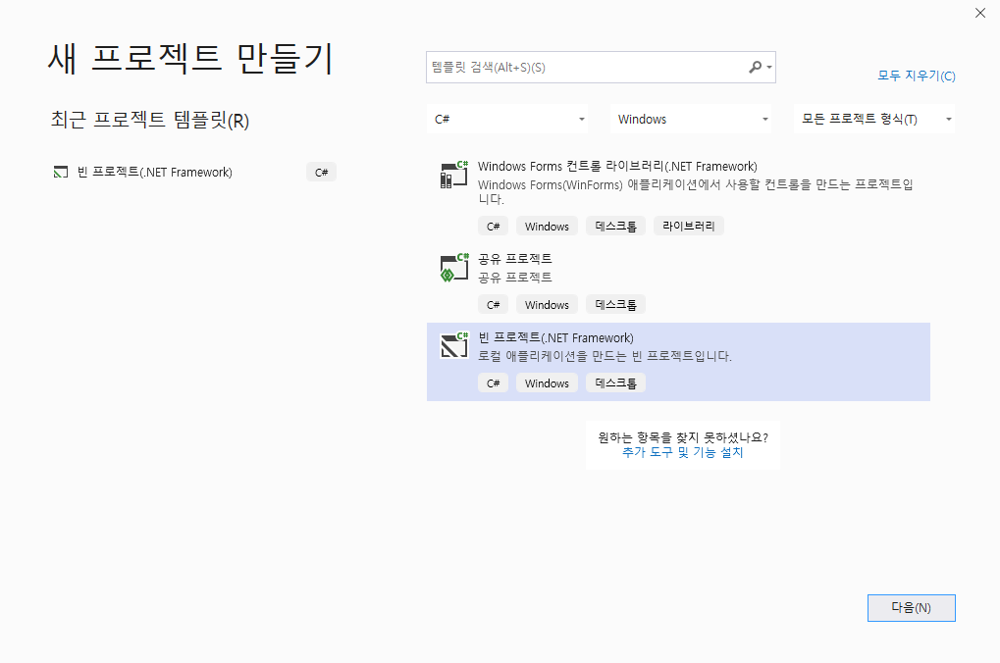 새 프로젝트 만들기
최근 프로젝트 템플릿(R)
빈 프로젝트(.NET Framework) C#
템플릿 검색(Alt+S)(S)
모두 지우기(C)
C# Windows 모든 프로젝트 형식(T)
C#
Windows Forms 컨트롤 라이브러리(.NET Framework)
Windows Forms(WinForms) 애플리케이션에서 사용할 컨트롤을 만드는 프로젝트입
니다.
C# Windows 데스크톱 라이브러리
C#
공유 프로젝트
공유 프로젝트
C# Windows 데스크톱
C#
빈 프로젝트(.NET Framework)
로컬 애플리케이션을 만드는 빈 프로젝트입니다.
C# Windows 데스크톱
원하는 항목을 찾지 못하셨나요?
추가 도구 및 기능 설치
다음(N)